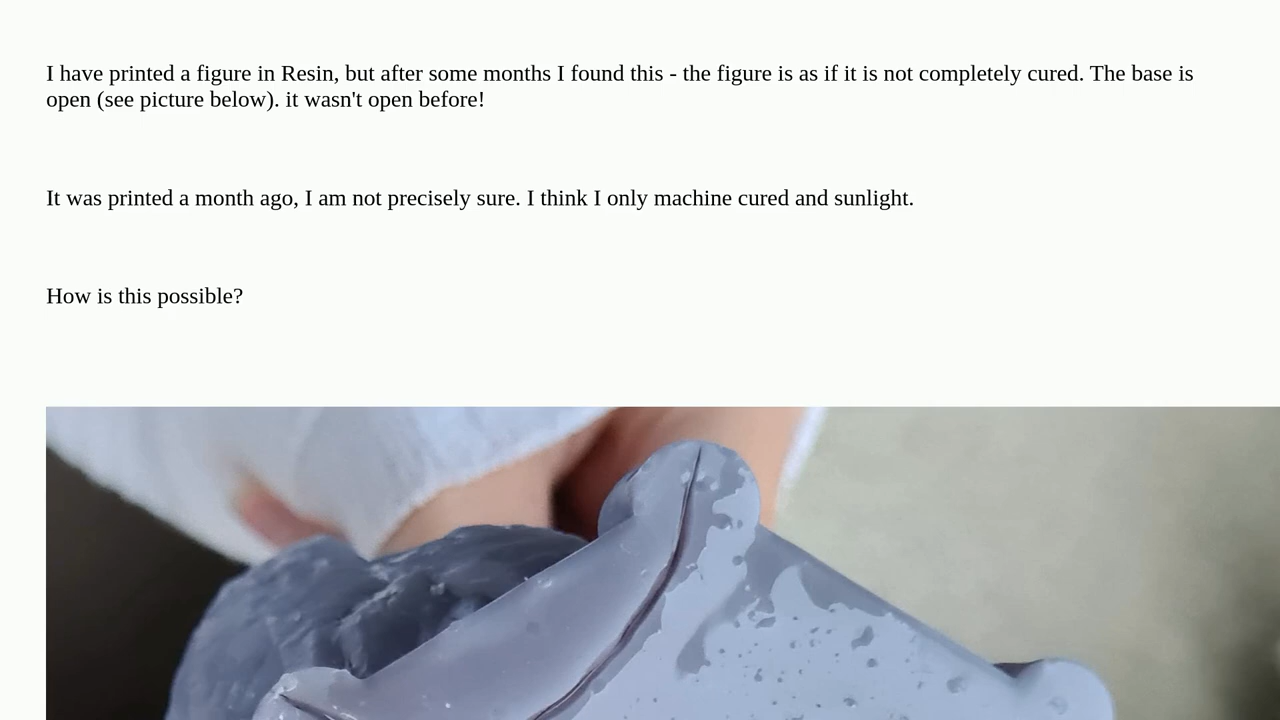 I have printed a figure in Resin, but after some months I found this - the figure is as if it is not completely cured. The base is
open (see picture below). it wasn't open before!
It was printed a month ago, I am not precisely sure. I think I only machine cured and sunlight.
How is this possible?